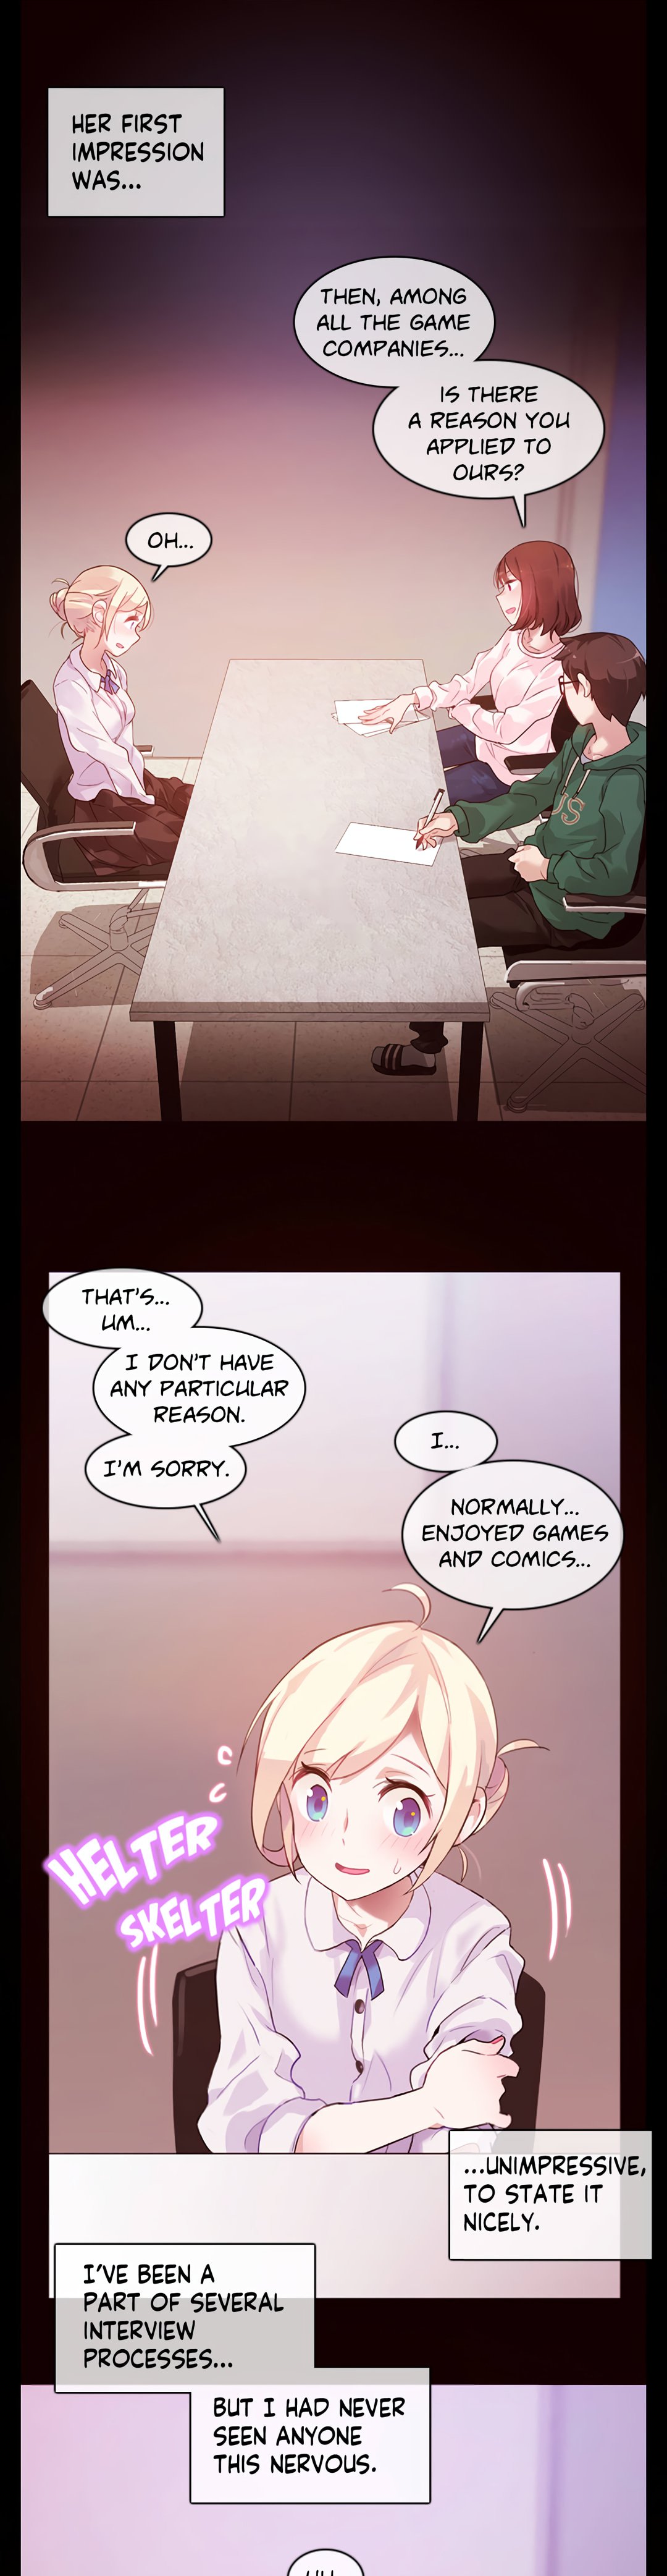 HER FIRST
IMPRESSION
WAS...
THEN, AMONG
ALL THE GAME
COMPANIES...
IS THERE
A REASON YOU
APPLIED TO
OURS?
OH...
THAT'S...
UM...
I DON'T HAVE
ANY PARTICULAR
REASON.
I'M SORRY.
I...
NORMALLY...
ENJOYED GAMES
AND COMICS...
HELTER
SKELTER
...UNIMPRESSIVE,
TO STATE IT
NICELY.
I'VE BEEN A
PART OF SEVERAL
INTERVIEW
PROCESSES...
BUT I HAD NEVER
SEEN ANYONE
THIS NERVOUS.